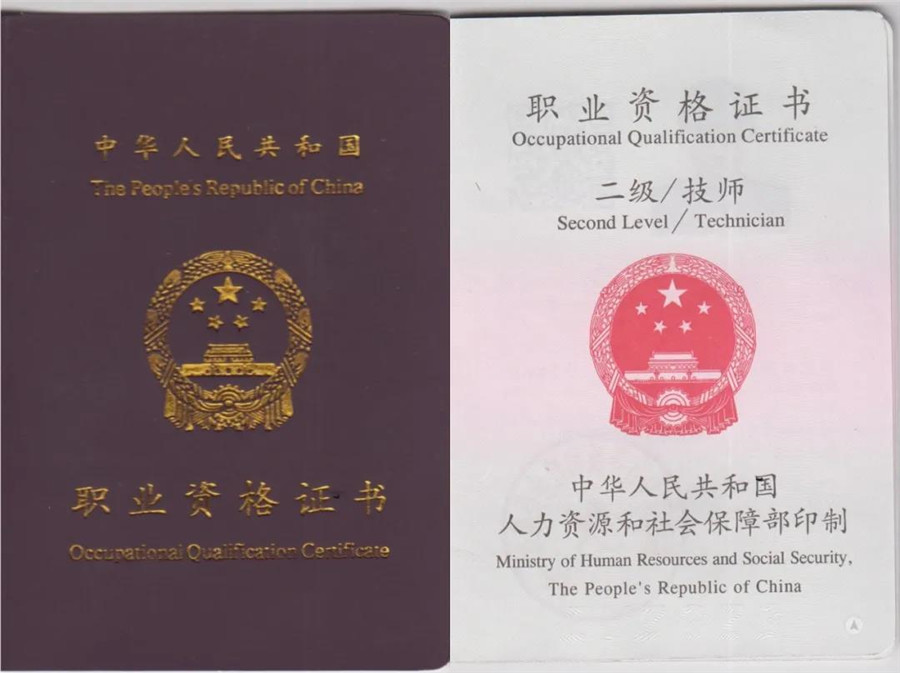 中华人民共和国
The People's Republic of China
职业资格证书
Occupational Qualification Certificate
职业资格证书
Occupational Qualification Certificate
二级/技师
Second Level/Technician
中华人民共和国
人力资源和社会保障部印制
Ministry of Human Resources and Social Security,
The People's Republic of China